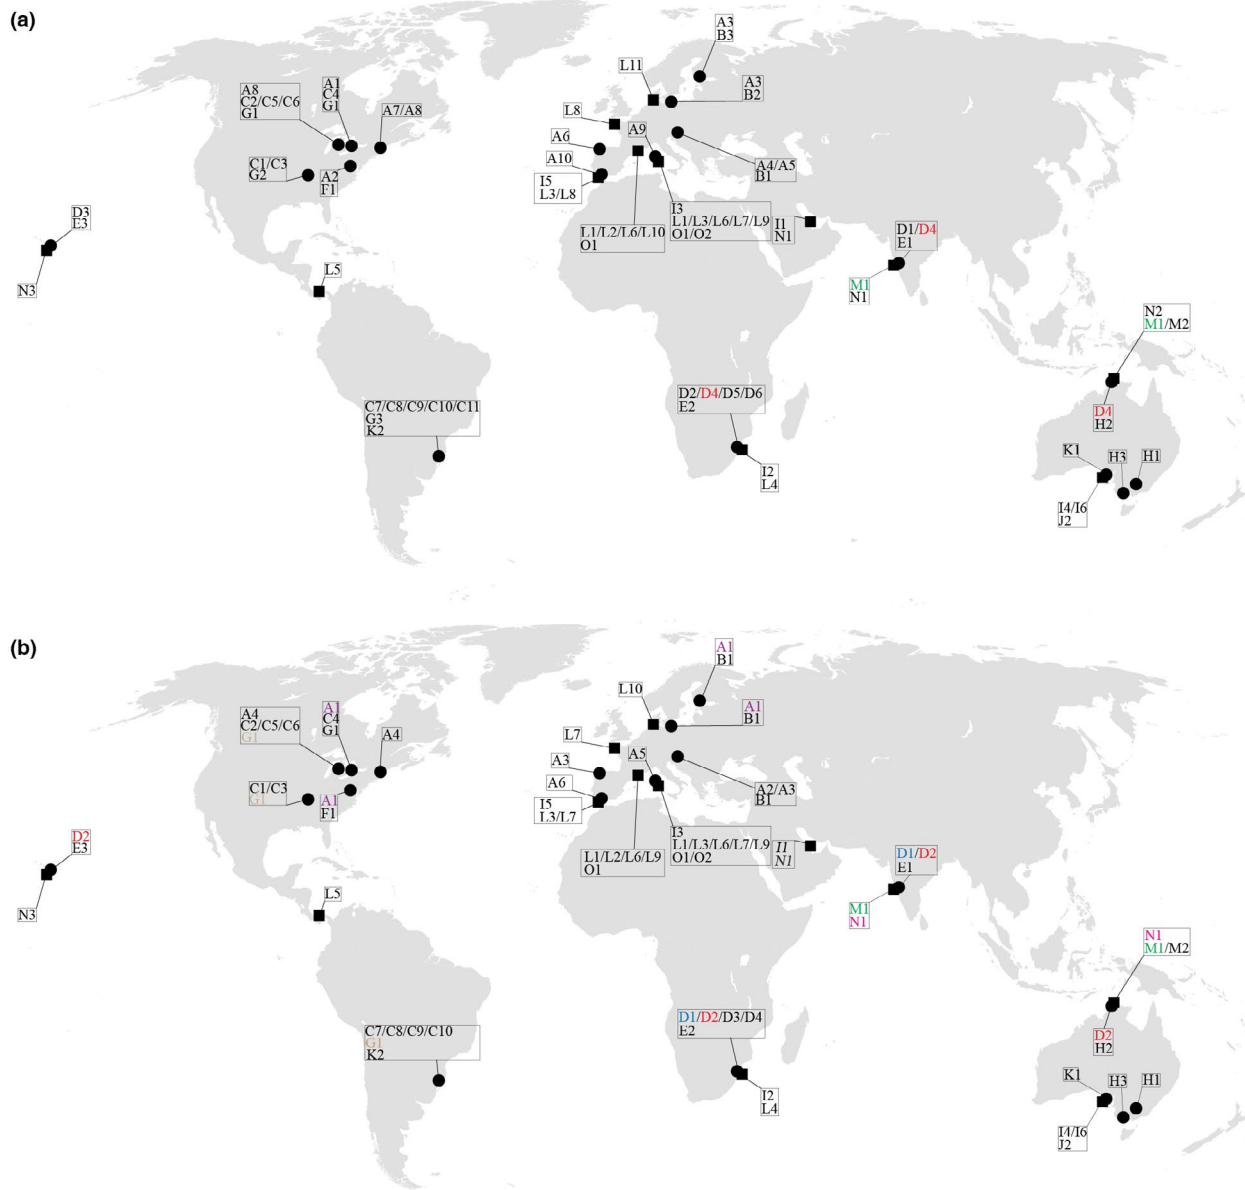 (a)
A3
B3
L11
A3
B2
A8
C2/C5/C6
G1
A1
C4
G1
A7/A8
L8
A9
A6
A4/A5
B1
C1/C3
G2
A2
F1
A10
I5
L3/L8
I3
L1/L3/L6/L7/L9
O1/O2
I1
N1
L1/L2/L6/L10
O1
D3
E3
D1/D4
E1
N3
L5
M1
N1
N2
M1/M2
D2/D4/D5/D6
E2
C7/C8/C9/C10/C11
G3
K2
D4
H2
K1
H3
H1
I2
L4
I4/I6
J2
(b)
A1
B1
L10
A1
B1
A4
C2/C5/C6
G1
A1
C4
G1
A4
L7
A5
A3
A2/A3
B1
C1/C3
G1
A1
F1
A6
I5
L3/L7
I3
L1/L3/L6/L7/L9
O1/O2
I1
N1
L1/L2/L6/L9
O1
D2
E3
D1/D2
E1
N3
L5
M1
N1
N1
M1/M2
D1/D2/D3/D4
E2
C7/C8/C9/C10
G1
K2
D2
H2
K1
H3
H1
I2
L4
I4/I6
J2